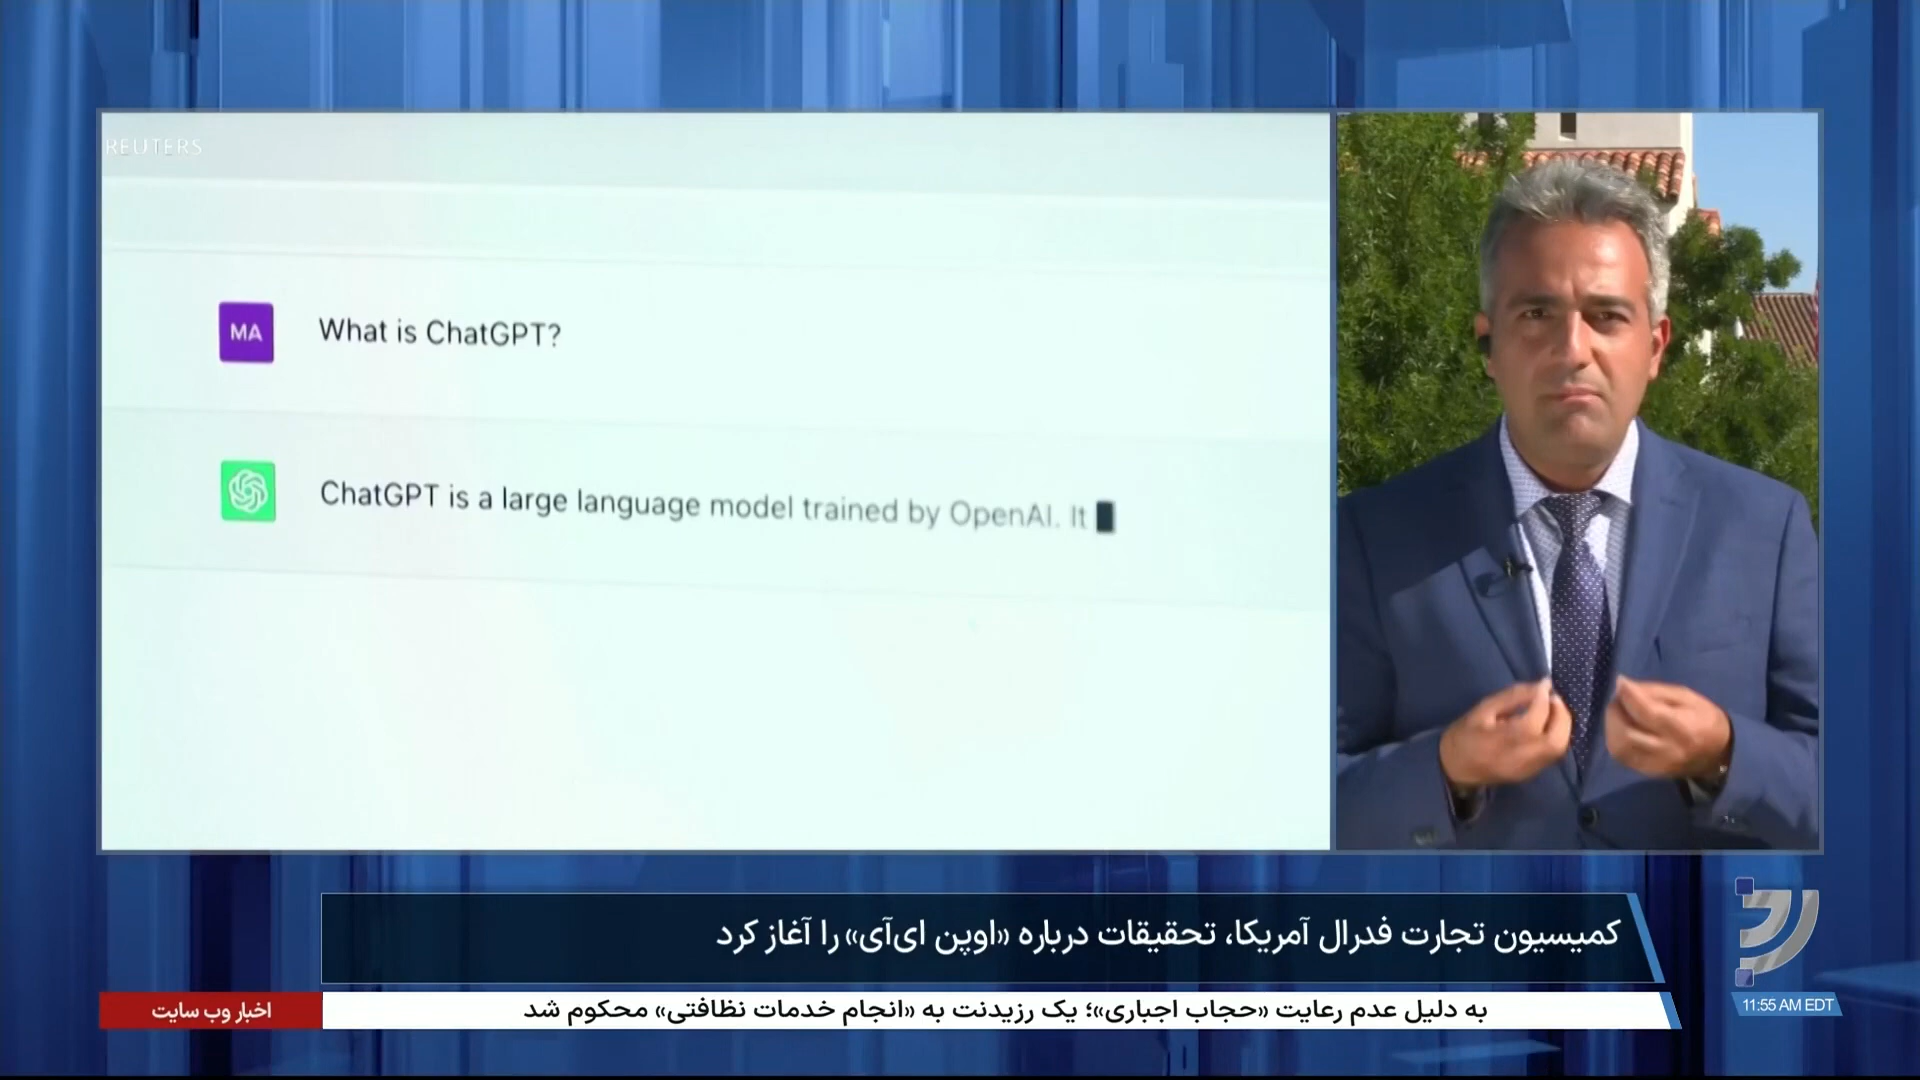 REUTERS
MA
What is ChatGPT?
ChatGPT is a large language model trained by OpenAI. It
کمیسیون تجارت فدرال آمریکا، تحقیقات درباره «اوپن ای‌آی» را آغاز کرد
اخبار وب سایت
به دلیل عدم رعایت «حجاب اجباری»؛ یک رزیدنت به «انجام خدمات نظافتی» محکوم شد
11:55 AM EDT